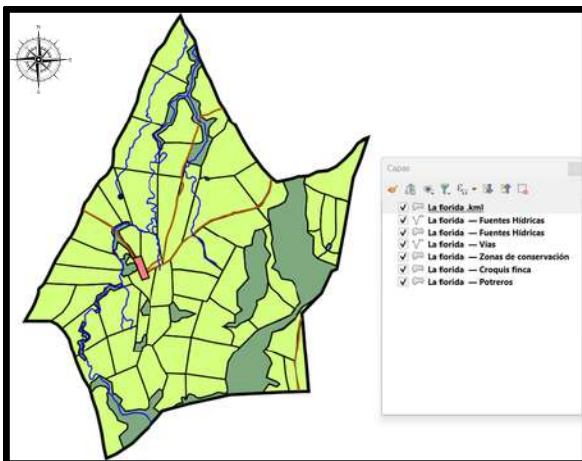 Capas
La florida .kml
La florida — Fuentes Hídricas
La florida — Fuentes Hídricas
La florida — Vías
La florida — Zonas de conservación
La florida — Croquis finca
La florida — Potreros